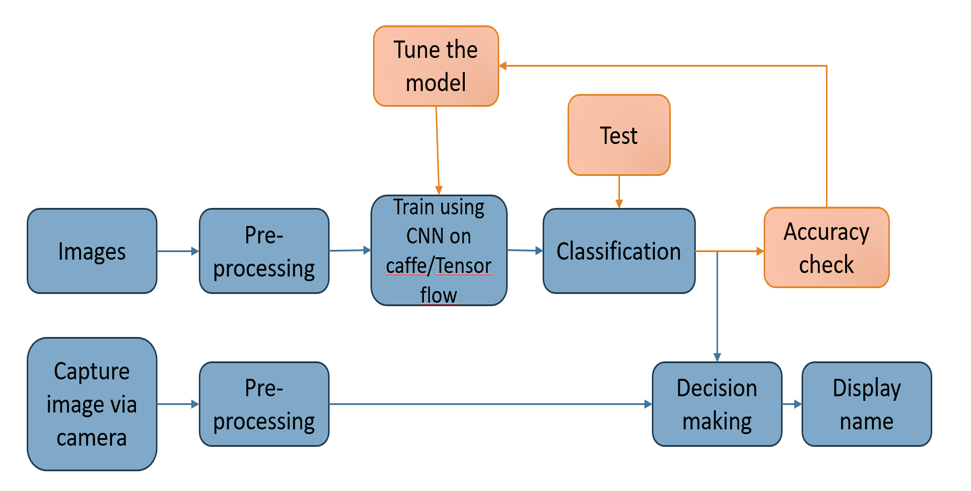 Tune the
model
Test
Images
Pre-
processing
Train using
CNN on
caffe/Tensor
flow
Classification
Accuracy
check
Capture
image via
camera
Pre-
processing
Decision
making
Display
name